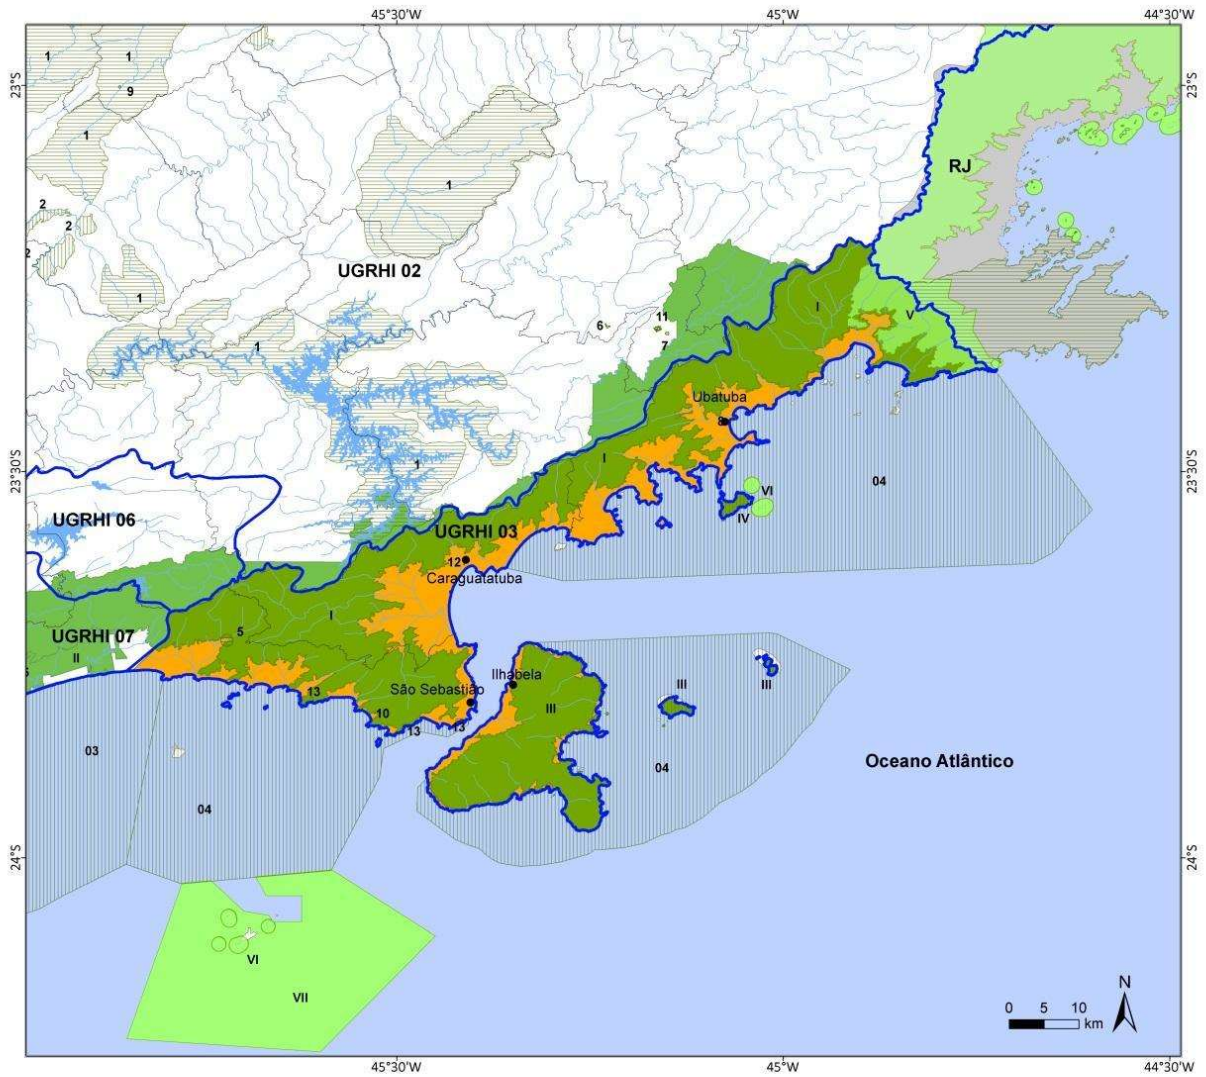 45°30'W
45°W
44°30'W
23°S
23°S
1
1
9
1
RJ
1
2
2
2
UGRHI 02
1
I
V
6
11
7
1
Ubatuba
8
I
1
04
VI
IV
23°30'S
23°30'S
UGRHI 06
UGRHI 03
12
Caraguatatuba
I
5
UGRHI 07
II
Ilhabela
São Sebastião
13
10
13
13
III
III
III
03
04
04
Oceano Atlântico
24°S
24°S
VI
VII
N
0 5 10
km
45°30'W
45°W
44°30'W